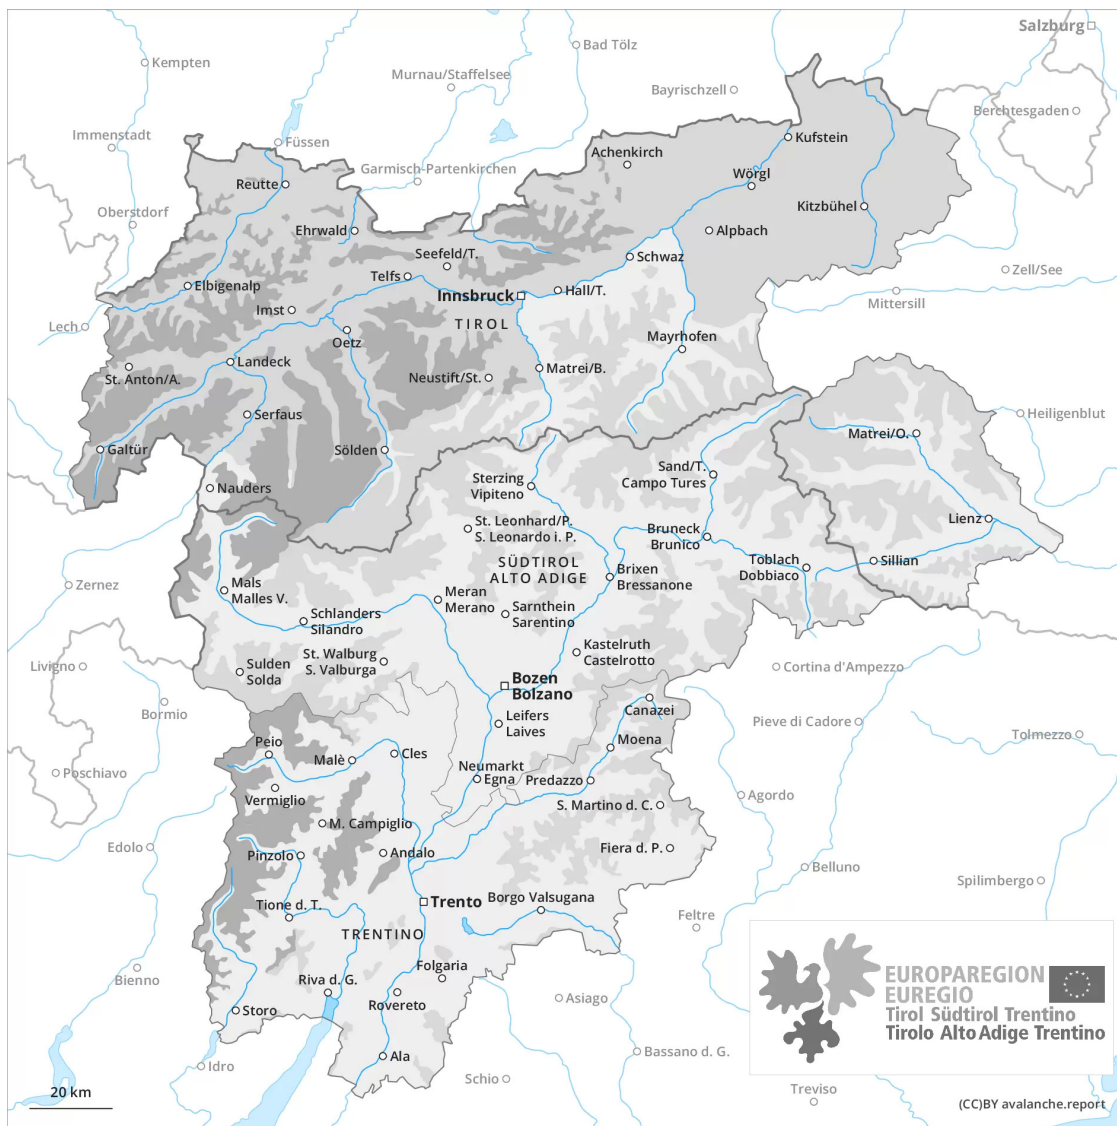 Salzburg
Bad Tölz
Kempten
Murnau/Staffelsee
Bayrischzell
Berchtesgaden
Immenstadt
Füssen
Kufstein
Achenkirch
Garmisch-Partenkirchen
Wörgl
Reutte
Kitzbühel
Oberstdorf
Ehrwald
Alpbach
Seefeld/T.
Schwaz
Zell/See
Telfs
Elbigenalp
Hall/T.
Innsbruck
Mittersill
Imst
TIROL
Lech
Oetz
Mayrhofen
Landeck
Matrei/B.
St. Anton/A.
Neustift/St.
Serfaus
Heiligenblut
Matrei/O.
Galtür
Sölden
Sand/T.
Campo Tures
Sterzing
Vipiteno
Nauders
St. Leonhard/P.
S. Leonardo i. P.
Lienz
Bruneck
Brunico
SÜDTIROL
ALTO ADIGE
Toblach
Dobbiaco
Sillian
Brixen
Bressanone
Zernez
Mals
Malles V.
Meran
Merano
Schlanders
Silandro
Sarnthein
Sarentino
Kastelruth
Castelrotto
St. Walburg
S. Valburga
Livigno
Sulden
Solda
Cortina d'Ampezzo
Bozen
Bolzano
Bormio
Canazei
Leifers
Laives
Pieve di Cadore
Tolmezzo
Peio
Moena
Cles
Malè
Poschiavo
Neumarkt
Egna
Predazzo
Vermiglio
Agordo
S. Martino d. C.
M. Campiglio
Edolo
Fiera d. P.
Pinzolo
Andalo
Belluno
Spilimbergo
Borgo Valsugana
Trento
Tione d. T.
Feltre
TRENTINO
Bienno
Folgaria
Riva d. G.
Rovereto
Asiago
Storo
EUROPAREGION
EUREGIO
Tirol Südtirol Trentino
Tirolo Alto Adige Trentino
Ala
Bassano d. G.
Idro
Schio
Treviso
20 km
(CC)BY avalanche.report